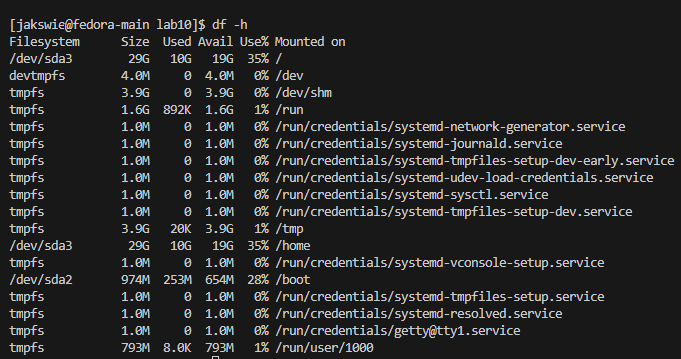 [jakswie@fedora-main lab10]$ df -h
Filesystem Size Used Avail Use% Mounted on
/dev/sda3 29G 10G 19G 35% /
devtmpfs 4.0M 0 4.0M 0% /dev
tmpfs 3.9G 0 3.9G 0% /dev/shm
tmpfs 1.6G 892K 1.6G 1% /run
tmpfs 1.0M 0 1.0M 0% /run/credentials/systemd-network-generator.service
tmpfs 1.0M 0 1.0M 0% /run/credentials/systemd-journald.service
tmpfs 1.0M 0 1.0M 0% /run/credentials/systemd-tmpfiles-setup-dev-early.service
tmpfs 1.0M 0 1.0M 0% /run/credentials/systemd-udev-load-credentials.service
tmpfs 1.0M 0 1.0M 0% /run/credentials/systemd-sysctl.service
tmpfs 1.0M 0 1.0M 0% /run/credentials/systemd-tmpfiles-setup-dev.service
tmpfs 3.9G 20K 3.9G 1% /tmp
/dev/sda3 29G 10G 19G 35% /home
tmpfs 1.0M 0 1.0M 0% /run/credentials/systemd-vconsole-setup.service
/dev/sda2 974M 253M 654M 28% /boot
tmpfs 1.0M 0 1.0M 0% /run/credentials/systemd-tmpfiles-setup.service
tmpfs 1.0M 0 1.0M 0% /run/credentials/systemd-resolved.service
tmpfs 1.0M 0 1.0M 0% /run/credentials/getty@tty1.service
tmpfs 793M 8.0K 793M 1% /run/user/1000